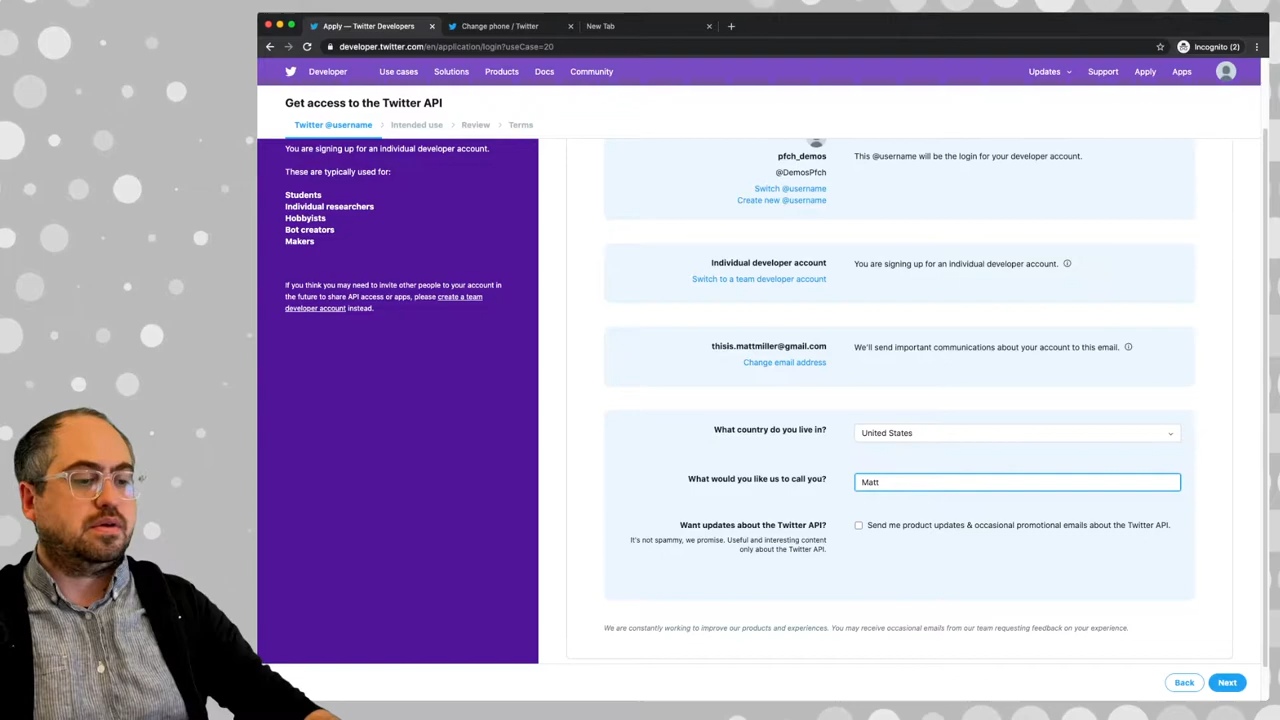 Apply — Twitter Developers
Change phone / Twitter
New Tab
developer.twitter.com/en/application/login?useCase=20
Incognito (2)
Developer
Use cases
Solutions
Products
Docs
Community
Updates
Support
Apply
Apps
Get access to the Twitter API
Twitter @username
Intended use
Review
Terms
You are signing up for an individual developer account.
These are typically used for:
Students
Individual researchers
Hobbyists
Bot creators
Makers
If you think you may need to invite other people to your account in
the future to share API access or apps, please create a team
developer account instead.
pfch_demos
This @username will be the login for your developer account.
@DemosPfch
Switch @username
Create new @username
Individual developer account
You are signing up for an individual developer account.
Switch to a team developer account
thisis.mattmiller@gmail.com
We'll send important communications about your account to this email.
Change email address
What country do you live in?
United States
What would you like us to call you?
Matt
Want updates about the Twitter API?
Send me product updates & occasional promotional emails about the Twitter API.
It's not spammy, we promise. Useful and interesting content
only about the Twitter API.
We are constantly working to improve our products and experiences. You may receive occasional emails from our team requesting feedback on your experience.
Back
Next